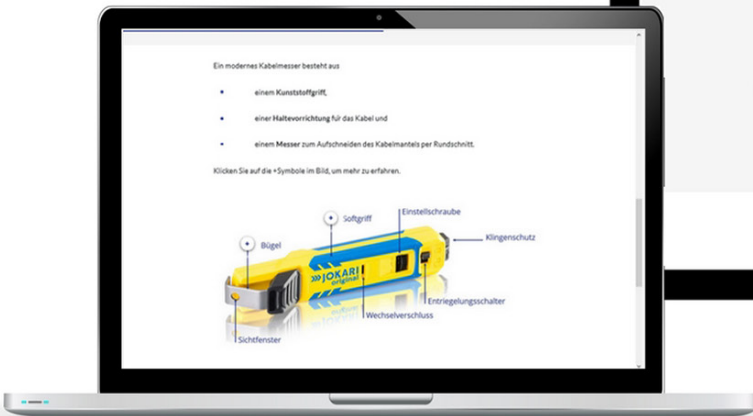 Ein modernes Kabelmesser besteht aus
einem Kunststoffgriff,
einer Haltevorrichtung für das Kabel und
einem Messer zum Aufschneiden des Kabelmantels per Rundschnitt.
Klicken Sie auf die +Symbole im Bild, um mehr zu erfahren.
Softgriff
Einstellschraube
Bügel
Klingenschutz
JOKARI
original
Entriegelungsschalter
Wechselverschluss
Sichtfenster